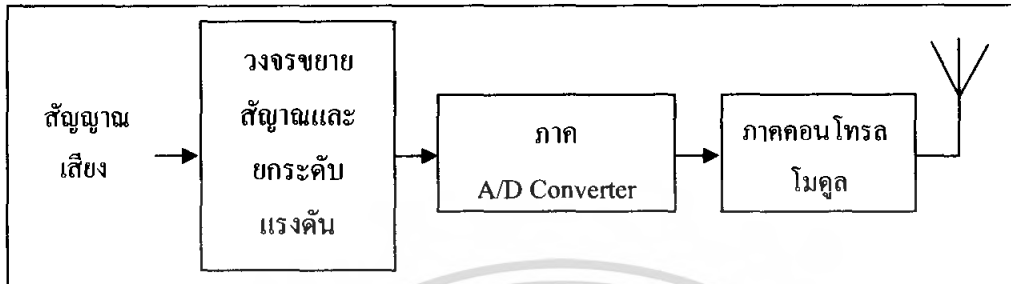 สัญญาณ
เสียง
วงจรขยาย
สัญาณและ
ยกระดับ
แรงดัน
ภาค
A/D Converter
ภาคคอนโทรล
โมดูล